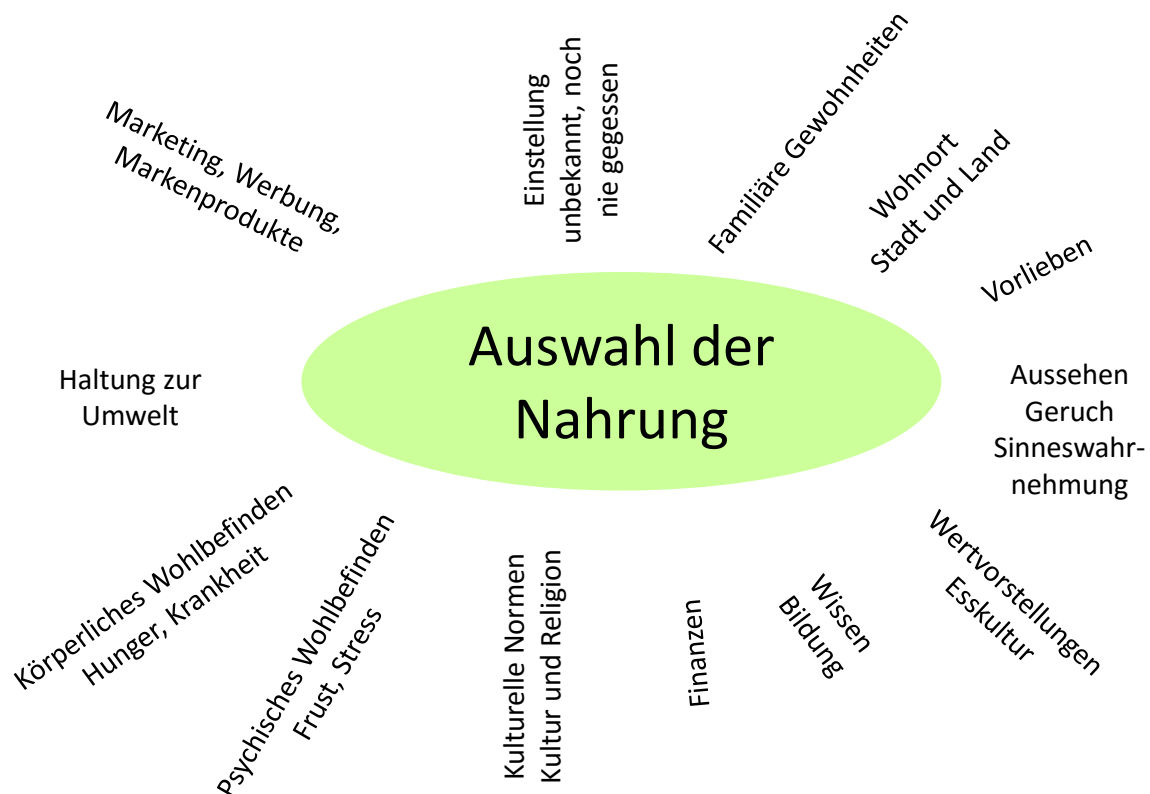 Marketing, Werbung,
Markenprodukte
Einstellung
unbekannt, noch
nie gegessen
Familiäre Gewohnheiten
Wohnort
Stadt und Land
Vorlieben
Auswahl der
Nahrung
Haltung zur
Umwelt
Aussehen
Geruch
Sinneswahr-
nehmung
Körperliches Wohlbefinden
Hunger, Krankheit
Psychisches Wohlbefinden
Frust, Stress
Kulturelle Normen
Kultur und Religion
Finanzen
Wissen
Bildung
Wertvorstellungen
Esskultur